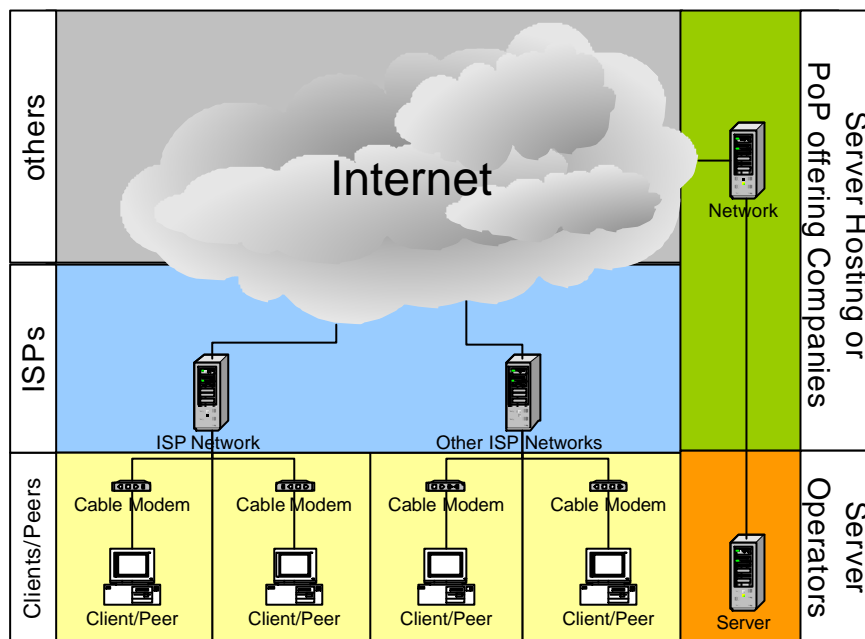 others
Internet
Network
Server Hosting or
PoP offering Companies
ISPs
ISP Network
Other ISP Networks
Clients/Peers
Cable Modem
Cable Modem
Cable Modem
Cable Modem
Client/Peer
Client/Peer
Client/Peer
Client/Peer
Server
Server
Operators